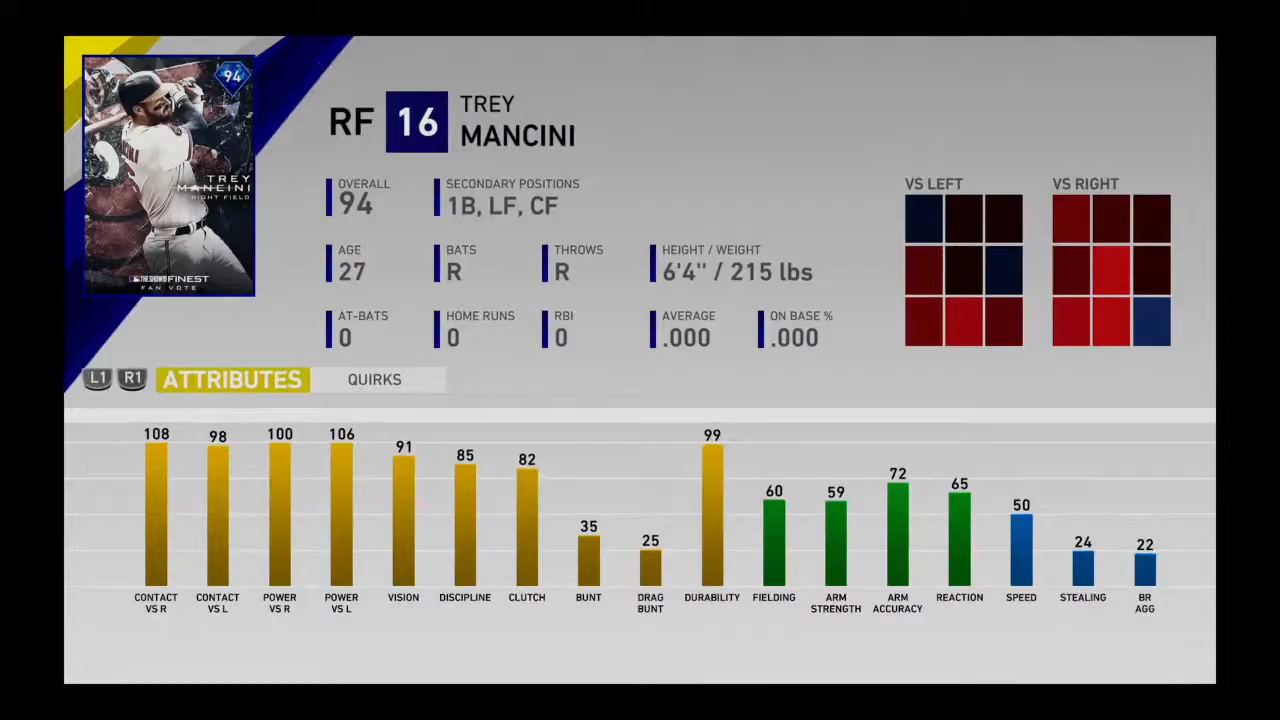 94
TREY
MANCINI
RIGHT FIELD
THE SHOW FINEST
FAN VOTE
RF 16 TREY
MANCINI
OVERALL SECONDARY POSITIONS
94 1B, LF, CF
AGE BATS THROWS HEIGHT / WEIGHT
27 R R 6'4" / 215 lbs
AT-BATS HOME RUNS RBI AVERAGE ON BASE %
0 0 0 .000 .000
VS LEFT VS RIGHT
L1 R1 ATTRIBUTES QUIRKS
108 98 100 106 91 85 82 35 25 99 60 59 72 65 50 24 22
CONTACT VS R CONTACT VS L POWER VS R POWER VS L VISION DISCIPLINE CLUTCH BUNT DRAG BUNT DURABILITY FIELDING ARM STRENGTH ARM ACCURACY REACTION SPEED STEALING BR AGG